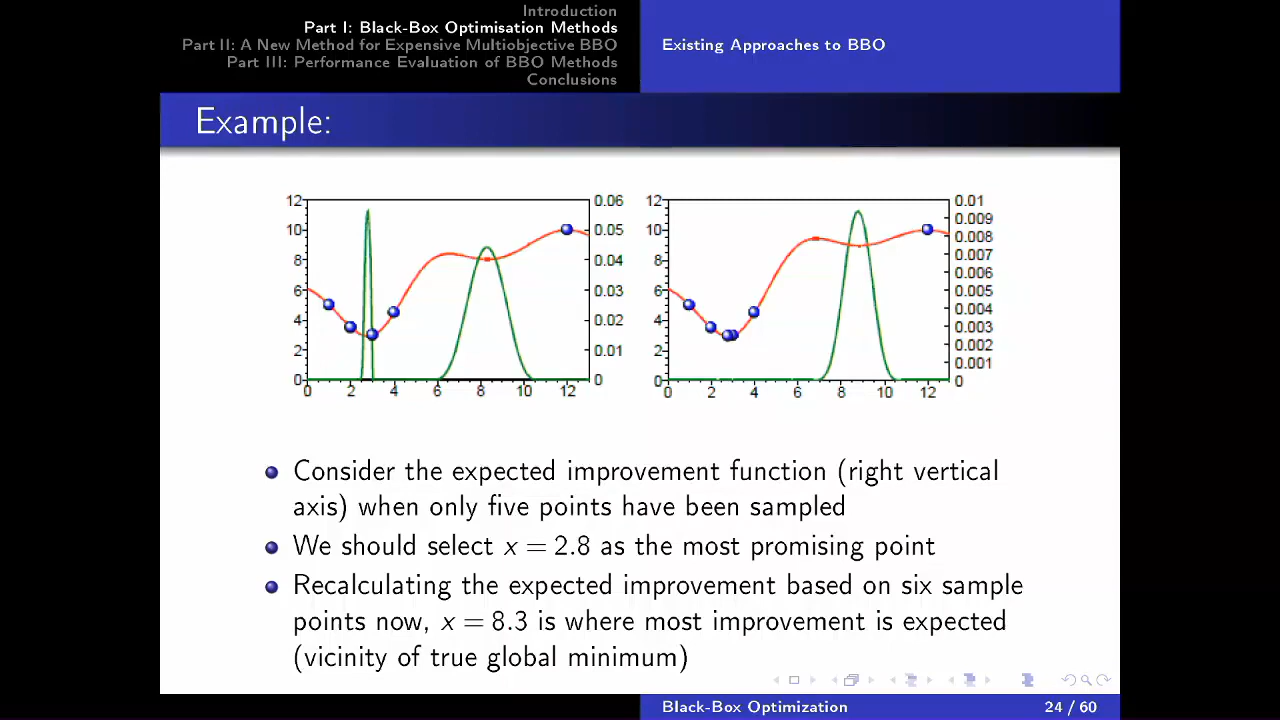 Introduction
Part I: Black-Box Optimisation Methods
Part II: A New Method for Expensive Multiobjective BBO
Part III: Performance Evaluation of BBO Methods
Conclusions
Existing Approaches to BBO
Example:
12
10
8
6
4
2
0
0 2 4 6 8 10 12
0.06
0.05
0.04
0.03
0.02
0.01
0
12
10
8
6
4
2
0
0 2 4 6 8 10 12
0.01
0.009
0.008
0.007
0.006
0.005
0.004
0.003
0.002
0.001
0
Consider the expected improvement function (right vertical
axis) when only five points have been sampled
We should select x = 2.8 as the most promising point
Recalculating the expected improvement based on six sample
points now, x = 8.3 is where most improvement is expected
(vicinity of true global minimum)
Black-Box Optimization
24 / 60